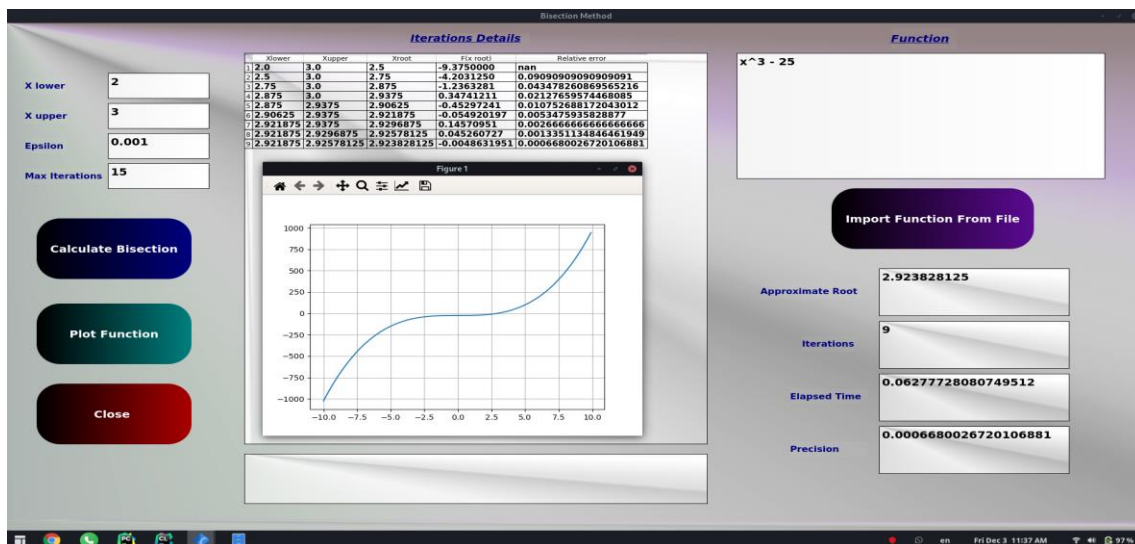 Bisection Method
X lower
2
X upper
3
Epsilon
0.001
Max Iterations
15
Calculate Bisection
Plot Function
Close
Iterations Details
Xlower Xupper Xroot F(x root) Relative error
1 2.0 3.0 2.5 -9.3750000 nan
2 2.5 3.0 2.75 -4.2031250 0.09090909090909091
3 2.75 3.0 2.875 -1.2363281 0.043478260869565216
4 2.875 3.0 2.9375 0.34741211 0.02127659574468085
5 2.875 2.9375 2.90625 -0.45297241 0.010752688172043012
6 2.90625 2.9375 2.921875 -0.054920197 0.0053475935828877
7 2.921875 2.9375 2.9296875 0.14570951 0.0026666666666666666
8 2.921875 2.9296875 2.92578125 0.045260727 0.0013351134846461949
9 2.921875 2.92578125 2.923828125 -0.0048631951 0.0006680026720106881
Figure 1
1000
750
500
250
0
−250
−500
−750
−1000
−10.0 −7.5 −5.0 −2.5 0.0 2.5 5.0 7.5 10.0
Function
x^3 - 25
Import Function From File
Approximate Root
2.923828125
Iterations
9
Elapsed Time
0.06277728080749512
Precision
0.0006680026720106881
PC CL en Fri Dec 3 11:37 AM 97%